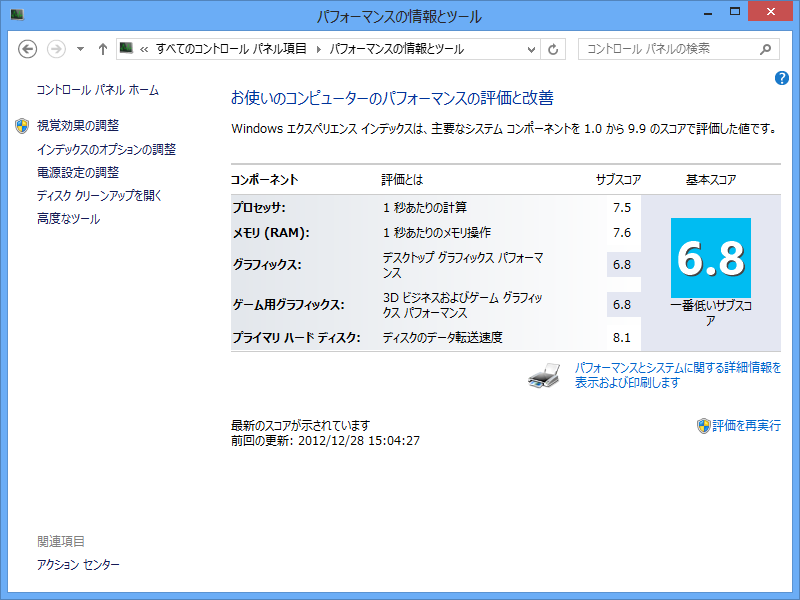 パフォーマンスの情報とツール
« すべてのコントロール パネル項目 ▸ パフォーマンスの情報とツール
コントロール パネルの検索
コントロール パネル ホーム
視覚効果の調整
インデックスのオプションの調整
電源設定の調整
ディスク クリーンアップを開く
高度なツール
お使いのコンピューターのパフォーマンスの評価と改善
Windows エクスペリエンス インデックスは、主要なシステム コンポーネントを 1.0 から 9.9 のスコアで評価した値です。
コンポーネント 評価とは サブスコア 基本スコア
プロセッサ: 1 秒あたりの計算 7.5
メモリ (RAM): 1 秒あたりのメモリ操作 7.6
グラフィックス: デスクトップ グラフィックス パフォーマ
ンス 6.8
ゲーム用グラフィックス: 3D ビジネスおよびゲーム グラフィッ
クス パフォーマンス 6.8
プライマリ ハード ディスク: ディスクのデータ転送速度 8.1
6.8
一番低いサブスコ
ア
パフォーマンスとシステムに関する詳細情報を
表示および印刷します
最新のスコアが示されています
前回の更新: 2012/12/28 15:04:27
評価を再実行
関連項目
アクション センター